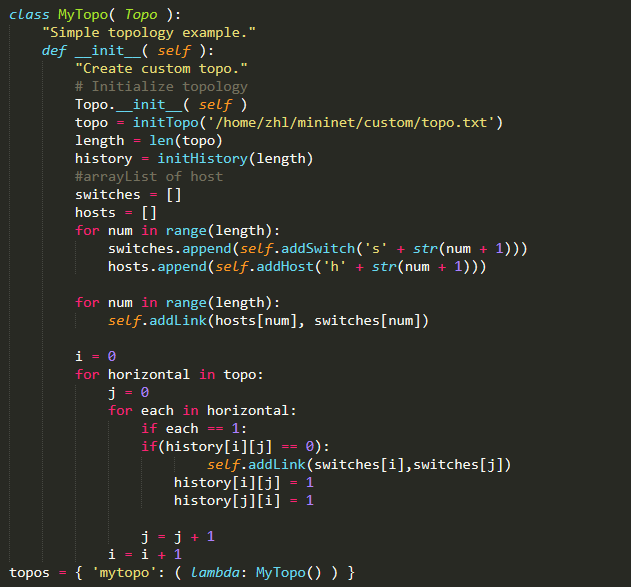 class MyTopo( Topo ):
    "Simple topology example."
    def __init__( self ):
        "Create custom topo."
        # Initialize topology
        Topo.__init__( self )
        topo = initTopo('/home/zhl/mininet/custom/topo.txt')
        length = len(topo)
        history = initHistory(length)
        #arrayList of host
        switches = []
        hosts = []
        for num in range(length):
            switches.append(self.addSwitch('s' + str(num + 1)))
            hosts.append(self.addHost('h' + str(num + 1)))

        for num in range(length):
            self.addLink(hosts[num], switches[num])

        i = 0
        for horizontal in topo:
            j = 0
            for each in horizontal:
                if each == 1:
                if(history[i][j] == 0):
                        self.addLink(switches[i],switches[j])
                    history[i][j] = 1
                    history[j][i] = 1

                j = j + 1
            i = i + 1
topos = { 'mytopo': ( lambda: MyTopo() ) }